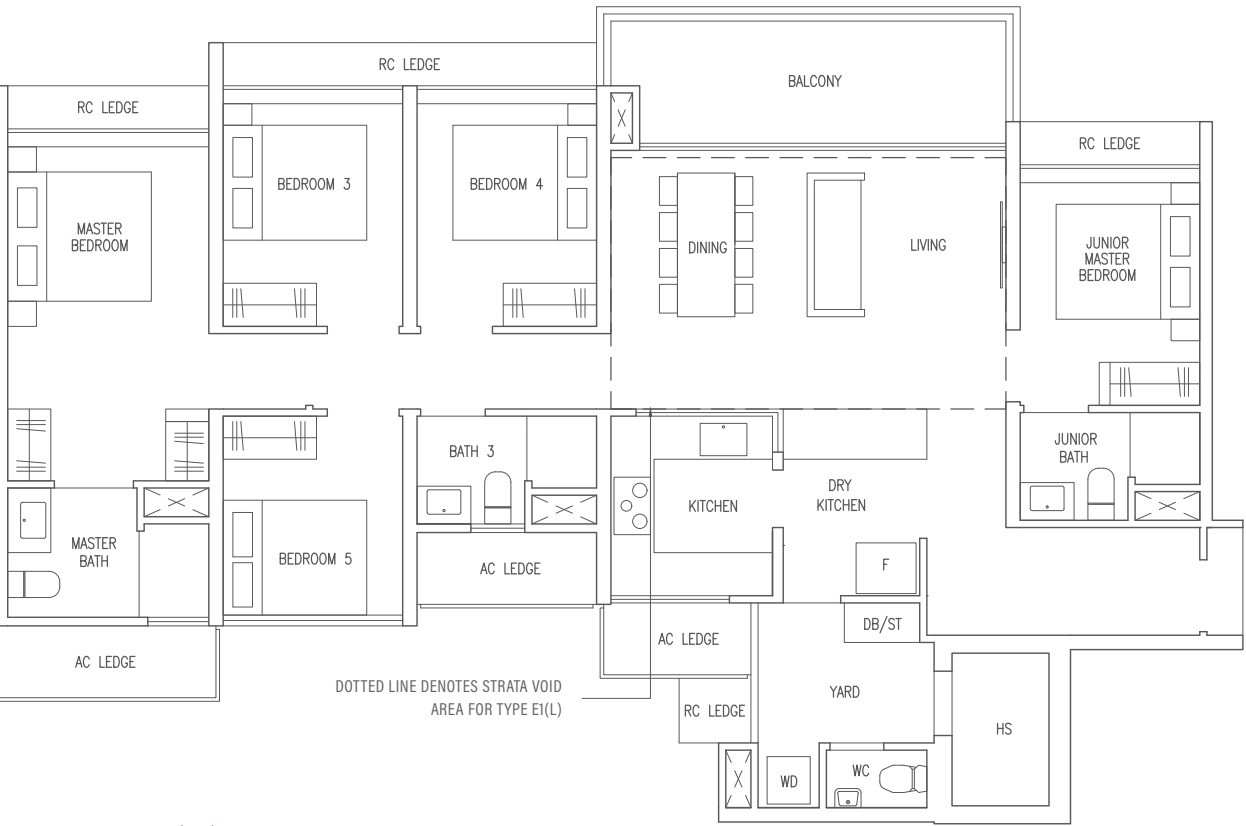 RC LEDGE
BALCONY
RC LEDGE
RC LEDGE
BEDROOM 3
BEDROOM 4
MASTER
BEDROOM
DINING
LIVING
JUNIOR
MASTER
BEDROOM
BATH 3
JUNIOR
BATH
KITCHEN
DRY
KITCHEN
MASTER
BATH
BEDROOM 5
AC LEDGE
F
DB/ST
AC LEDGE
AC LEDGE
DOTTED LINE DENOTES STRATA VOID
AREA FOR TYPE E1(L)
YARD
RC LEDGE
HS
WD
WC